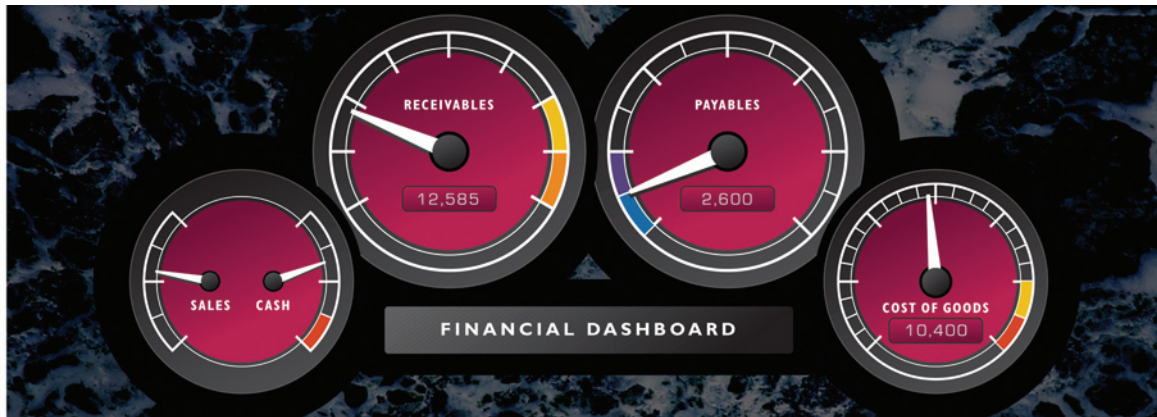 RECEIVABLES
12,585
PAYABLES
2,600
SALES
CASH
COST OF GOODS
10,400
FINANCIAL DASHBOARD